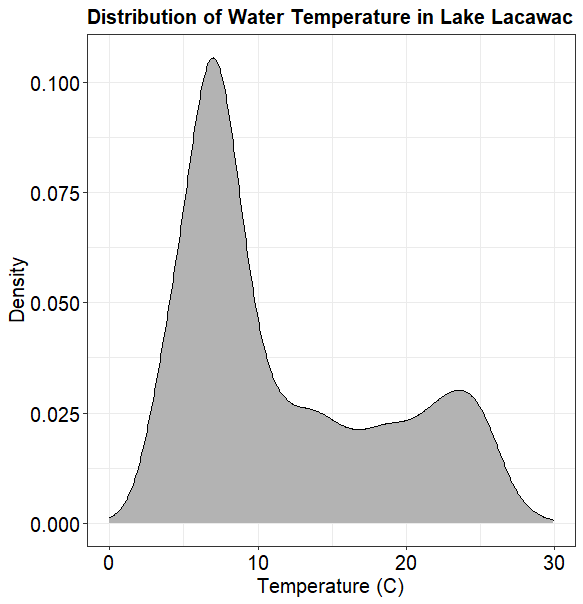 Distribution of Water Temperature in Lake Lacawac
0.100
0.075
0.050
0.025
0.000
Density
0 10 20 30
Temperature (C)